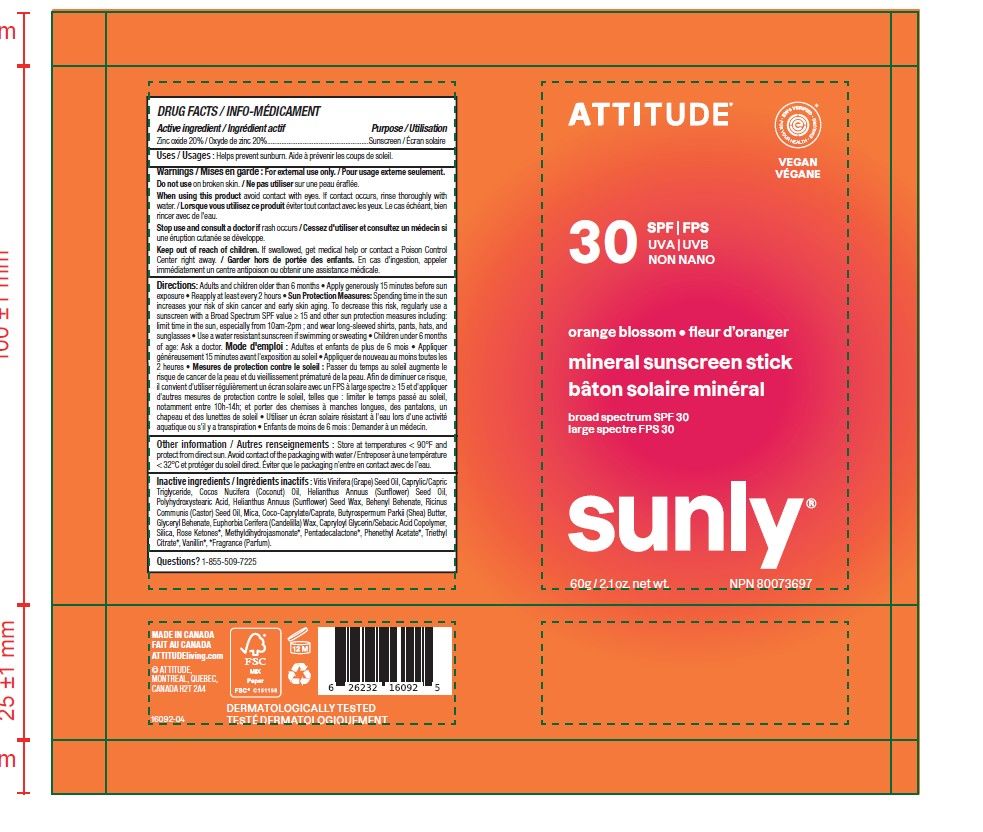 DRUG FACTS / INFO-MÉDICAMENT
Active ingredient / Ingrédient actif Purpose / Utilisation
Zinc oxide 20% / Oxyde de zinc 20%....................................................Sunscreen / Écran solaire
Uses / Usages : Helps prevent sunburn. Aide à prévenir les coups de soleil.
Warnings / Mises en garde : For external use only. / Pour usage externe seulement.
Do not use on broken skin. / Ne pas utiliser sur une peau éraflée.
When using this product avoid contact with eyes. If contact occurs, rinse thoroughly with
water. / Lorsque vous utilisez ce produit éviter tout contact avec les yeux. Le cas échéant, bien
rincer avec de l'eau.
Stop use and consult a doctor if rash occurs / Cessez d'utiliser et consultez un médecin si
une éruption cutanée se développe.
Keep out of reach of children. If swallowed, get medical help or contact a Poison Control
Center right away. / Garder hors de portée des enfants. En cas d'ingestion, appeler
immédiatement un centre antipoison ou obtenir une assistance médicale.
Directions: Adults and children older than 6 months • Apply generously 15 minutes before sun
exposure • Reapply at least every 2 hours • Sun Protection Measures: Spending time in the sun
increases your risk of skin cancer and early skin aging. To decrease this risk, regularly use a
sunscreen with a Broad Spectrum SPF value ≥ 15 and other sun protection measures including:
limit time in the sun, especially from 10am-2pm ; and wear long-sleeved shirts, pants, hats, and
sunglasses • Use a water resistant sunscreen if swimming or sweating • Children under 6 months
of age: Ask a doctor. Mode d'emploi : Adultes et enfants de plus de 6 mois • Appliquer
généreusement 15 minutes avant l'exposition au soleil • Appliquer de nouveau au moins toutes les
2 heures • Mesures de protection contre le soleil : Passer du temps au soleil augmente le
risque de cancer de la peau et du vieillissement prématuré de la peau. Afin de diminuer ce risque,
il convient d'utiliser régulièrement un écran solaire avec un FPS à large spectre ≥ 15 et d'appliquer
d'autres mesures de protection contre le soleil, telles que : limiter le temps passé au soleil,
notamment entre 10h-14h; et porter des chemises à manches longues, des pantalons, un
chapeau et des lunettes de soleil • Utiliser un écran solaire résistant à l'eau lors d'une activité
aquatique ou s'il y a transpiration • Enfants de moins de 6 mois : Demander à un médecin.
Other information / Autres renseignements : Store at temperatures < 90°F and
protect from direct sun. Avoid contact of the packaging with water / Entreposer à une température
< 32°C et protéger du soleil direct. Éviter que le packaging n'entre en contact avec de l'eau.
Inactive ingredients / Ingrédients inactifs : Vitis Vinifera (Grape) Seed Oil, Caprylic/Capric
Triglyceride, Cocos Nucifera (Coconut) Oil, Helianthus Annuus (Sunflower) Seed Oil,
Polyhydroxystearic Acid, Helianthus Annuus (Sunflower) Seed Wax, Behenyl Behenate, Ricinus
Communis (Castor) Seed Oil, Mica, Coco-Caprylate/Caprate, Butyrospermum Parkii (Shea) Butter,
Glyceryl Behenate, Euphorbia Cerifera (Candelilla) Wax, Capryloyl Glycerin/Sebacic Acid Copolymer,
Silica, Rose Ketones*, Methyldihydrojasmonate*, Pentadecalactone*, Phenethyl Acetate*, Triethyl
Citrate*, Vanillin*, *Fragrance (Parfum).
Questions? 1-855-509-7225
MADE IN CANADA
FAIT AU CANADA
ATTITUDEliving.com
© ATTITUDE,
MONTREAL, QUEBEC,
CANADA H2T 2A4
16092-04
FSC
MIX
Paper
FSC® C151156
12 M
6 26232 16092 5
DERMATOLOGICALLY TESTED
TESTÉ DERMATOLOGIQUEMENT
ATTITUDE
VEGAN
VÉGANE
30 SPF | FPS
UVA | UVB
NON NANO
orange blossom • fleur d'oranger
mineral sunscreen stick
bâton solaire minéral
broad spectrum SPF 30
large spectre FPS 30
sunly®
60g / 2.1 oz. net wt. NPN 80073697
100 ±1 mm
25 ±1 mm